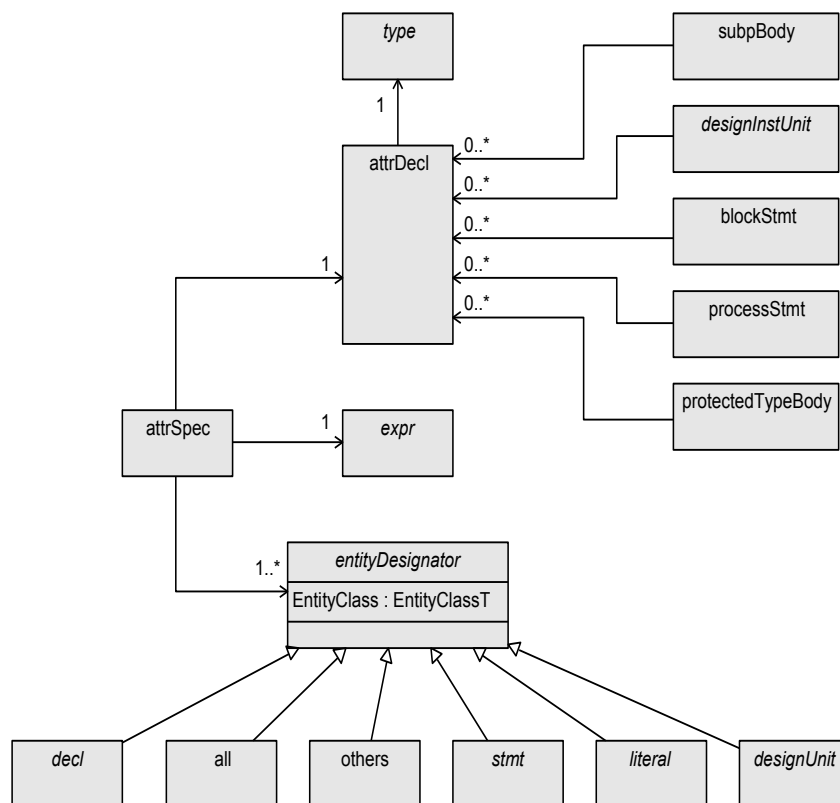 type
subpBody
1
designInstUnit
attrDecl
0..*
0..*
blockStmt
0..*
1
0..*
processStmt
0..*
protectedTypeBody
attrSpec
1
expr
1..*
entityDesignator
EntityClass : EntityClassT
decl
all
others
stmt
literal
designUnit